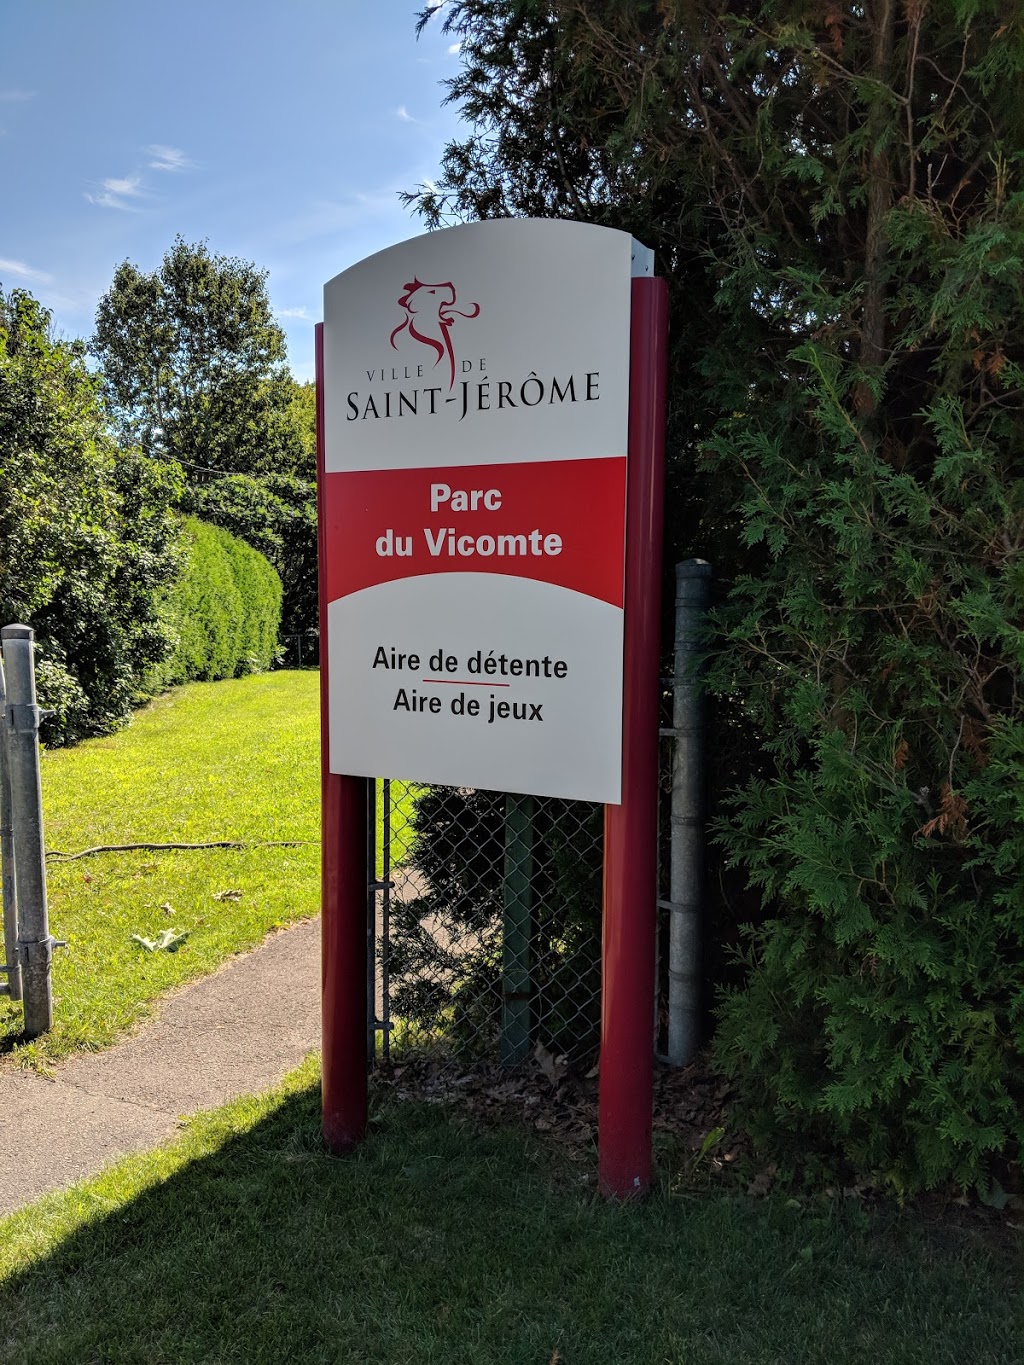 VILLE DE
SAINT-JÉRÔME
Parc
du Vicomte
Aire de détente
Aire de jeux